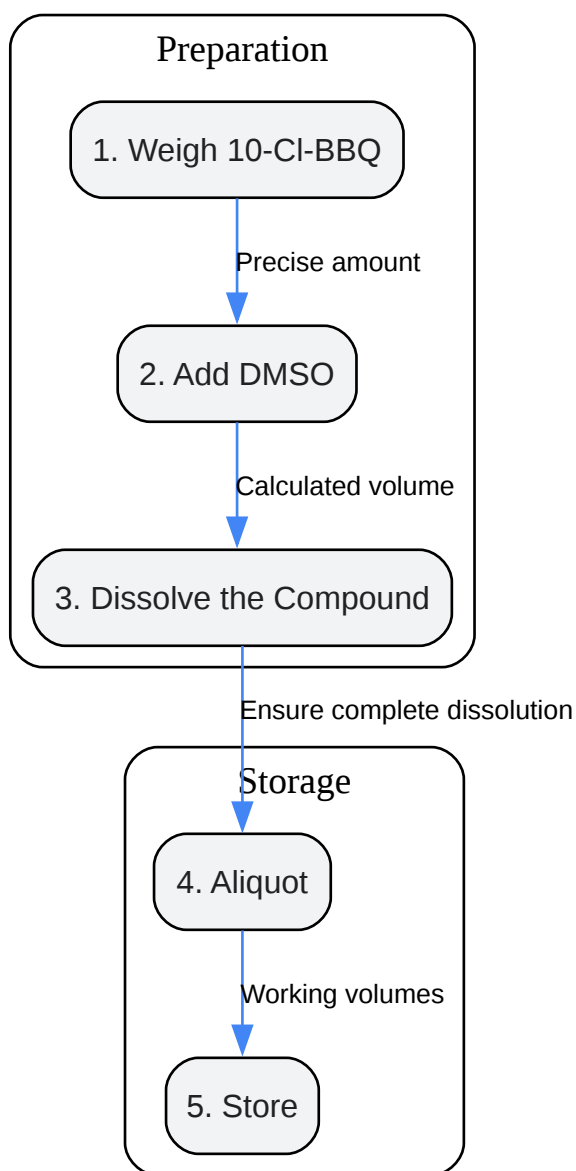 Preparation
1. Weigh 10-Cl-BBQ
Precise amount
2. Add DMSO
Calculated volume
3. Dissolve the Compound
Ensure complete dissolution
Storage
4. Aliquot
Working volumes
5. Store